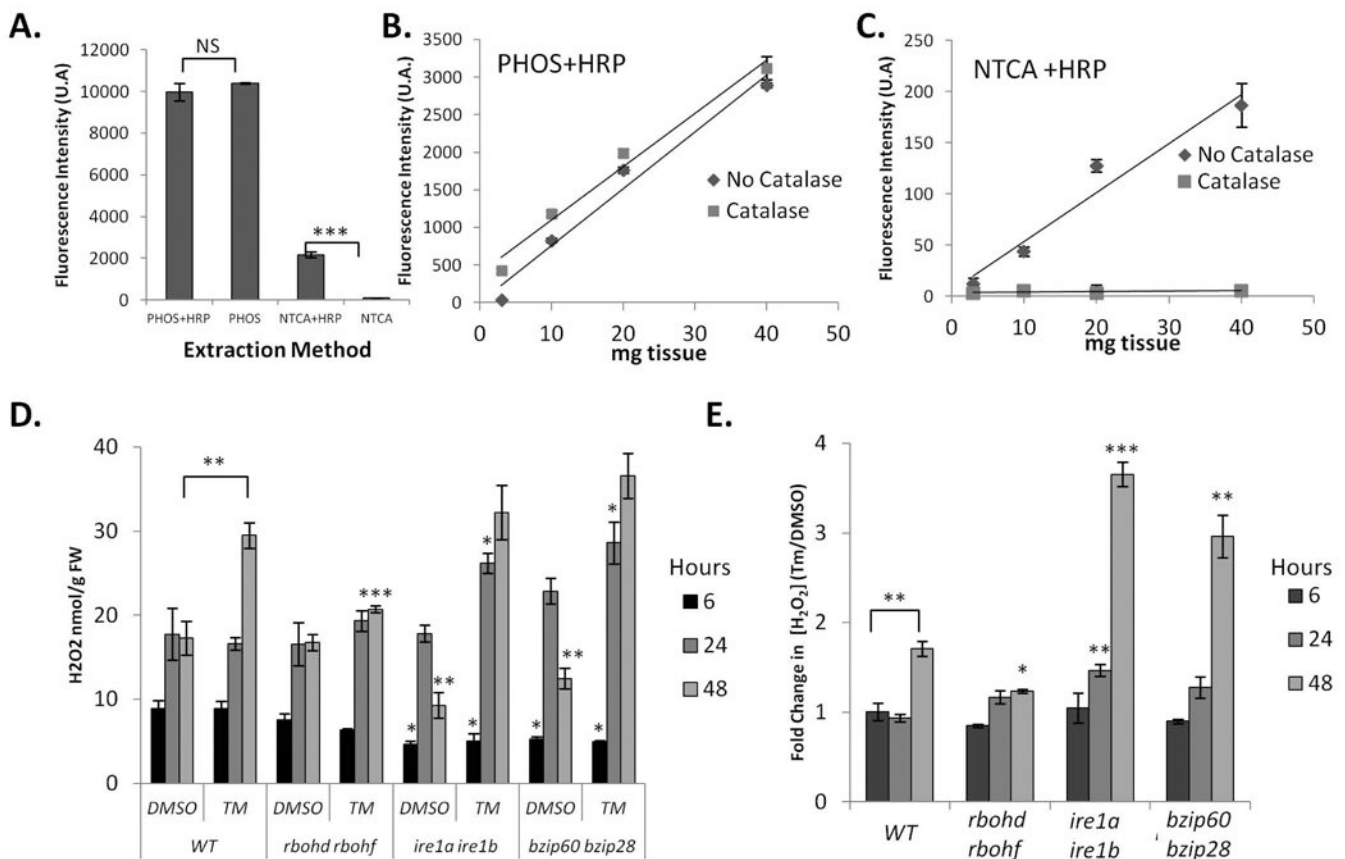 A.
NS
12000
10000
8000
6000
4000
2000
0
***
Fluorescence Intensity (U.A)
PHOS+HRP PHOS NTCA+HRP NTCA
Extraction Method
B.
PHOS+HRP
3500
3000
2500
2000
1500
1000
500
0
Fluorescence Intensity (U.A.)
No Catalase
Catalase
0 10 20 30 40 50
mg tissue
C.
NTCA +HRP
250
200
150
100
50
0
Fluorescence Intensity (U.A)
No Catalase
Catalase
0 10 20 30 40 50
mg tissue
D.
40
30
20
10
0
H2O2 nmol/g FW
**
***
*
**
*
*
*
**
*
*
Hours
6
24
48
DMSO TM DMSO TM DMSO TM DMSO TM
WT rbohd rbohf ire1a ire1b bzip60 bzip28
E.
4
3
2
1
0
Fold Change in [H₂O₂] (Tm/DMSO)
**
*
**
***
**
Hours
6
24
48
WT rbohd ire1a bzip60
rbohf ire1b bzip28